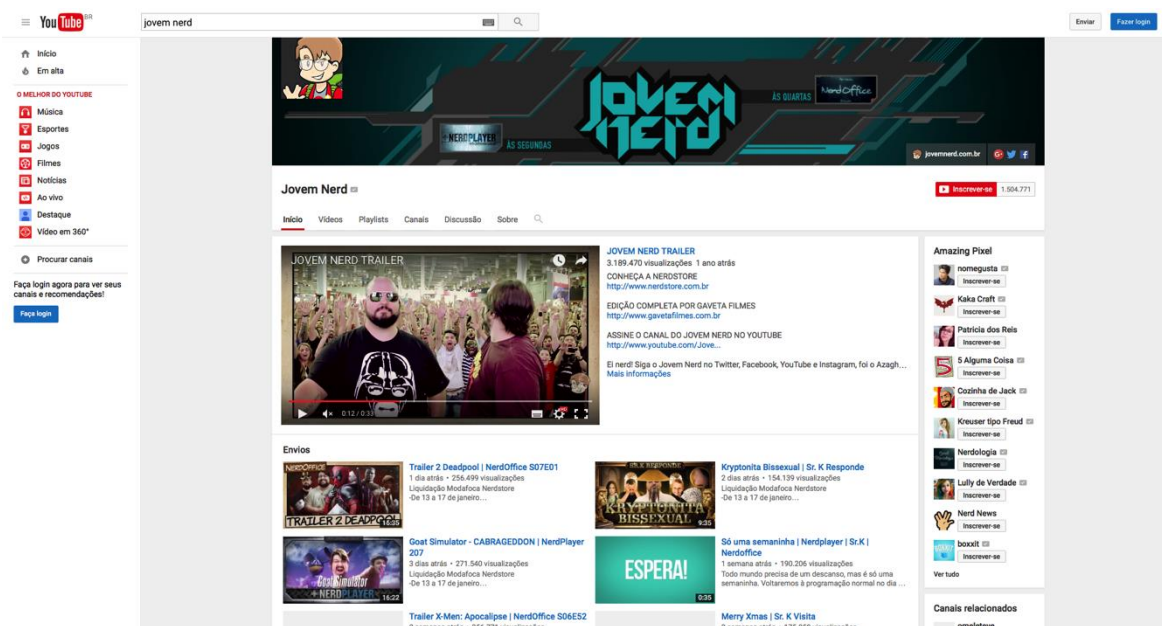 YouTube BR
jovem nerd
Enviar
Fazer login
Início
Em alta
O MELHOR DO YOUTUBE
Música
Esportes
Jogos
Filmes
Notícias
Ao vivo
Destaque
Vídeo em 360°
Procurar canais
Faça login agora para ver seus
canais e recomendações!
Faça login
JOVEM
NERD
ÀS QUARTAS
NerdOffice
+NERDPLAYER
ÀS SEGUNDAS
jovemnerd.com.br
Jovem Nerd
Inscrever-se 1.504.771
Início Vídeos Playlists Canais Discussão Sobre
JOVEM NERD TRAILER
0:12 / 0:33
JOVEM NERD TRAILER
3.189.470 visualizações 1 ano atrás
CONHEÇA A NERDSTORE
http://www.nerdstore.com.br
EDIÇÃO COMPLETA POR GAVETA FILMES
http://www.gavetafilmes.com.br
ASSINE O CANAL DO JOVEM NERD NO YOUTUBE
http://www.youtube.com/Jove...
Ei nerd! Siga o Jovem Nerd no Twitter, Facebook, YouTube e Instagram, foi o Azagh...
Mais informações
Envios
NERDOFFICE
TRAILER 2 DEADPOOL
16:35
Trailer 2 Deadpool | NerdOffice S07E01
1 dia atrás • 256.499 visualizações
Liquidação Modafoca Nerdstore
-De 13 a 17 de janeiro...
SR.K RESPONDE
KRYPTONITA
BISSEXUAL
9:35
Kryptonita Bissexual | Sr. K Responde
2 dias atrás • 154.139 visualizações
Liquidação Modafoca Nerdstore
-De 13 a 17 de janeiro...
Goat Simulator
+NERDPLAYER
16:22
Goat Simulator - CABRAGEDDON | NerdPlayer
207
3 dias atrás • 271.540 visualizações
Liquidação Modafoca Nerdstore
-De 13 a 17 de janeiro...
ESPERA!
0:35
Só uma semaninha | Nerdplayer | Sr.K |
Nerdoffice
1 semana atrás • 190.206 visualizações
Todo mundo precisa de um descanso, mas é só uma
semaninha. Voltaremos à programação normal no dia ...
Trailer X-Men: Apocalipse | NerdOffice S06E52
Merry Xmas | Sr. K Visita
Amazing Pixel
nomegusta
Inscrever-se
Kaka Craft
Inscrever-se
Patricia dos Reis
Inscrever-se
5 Alguma Coisa
Inscrever-se
Cozinha de Jack
Inscrever-se
Kreuser tipo Freud
Inscrever-se
Nerdologia
Inscrever-se
Lully de Verdade
Inscrever-se
Nerd News
Inscrever-se
boxxit
Inscrever-se
Ver tudo
Canais relacionados